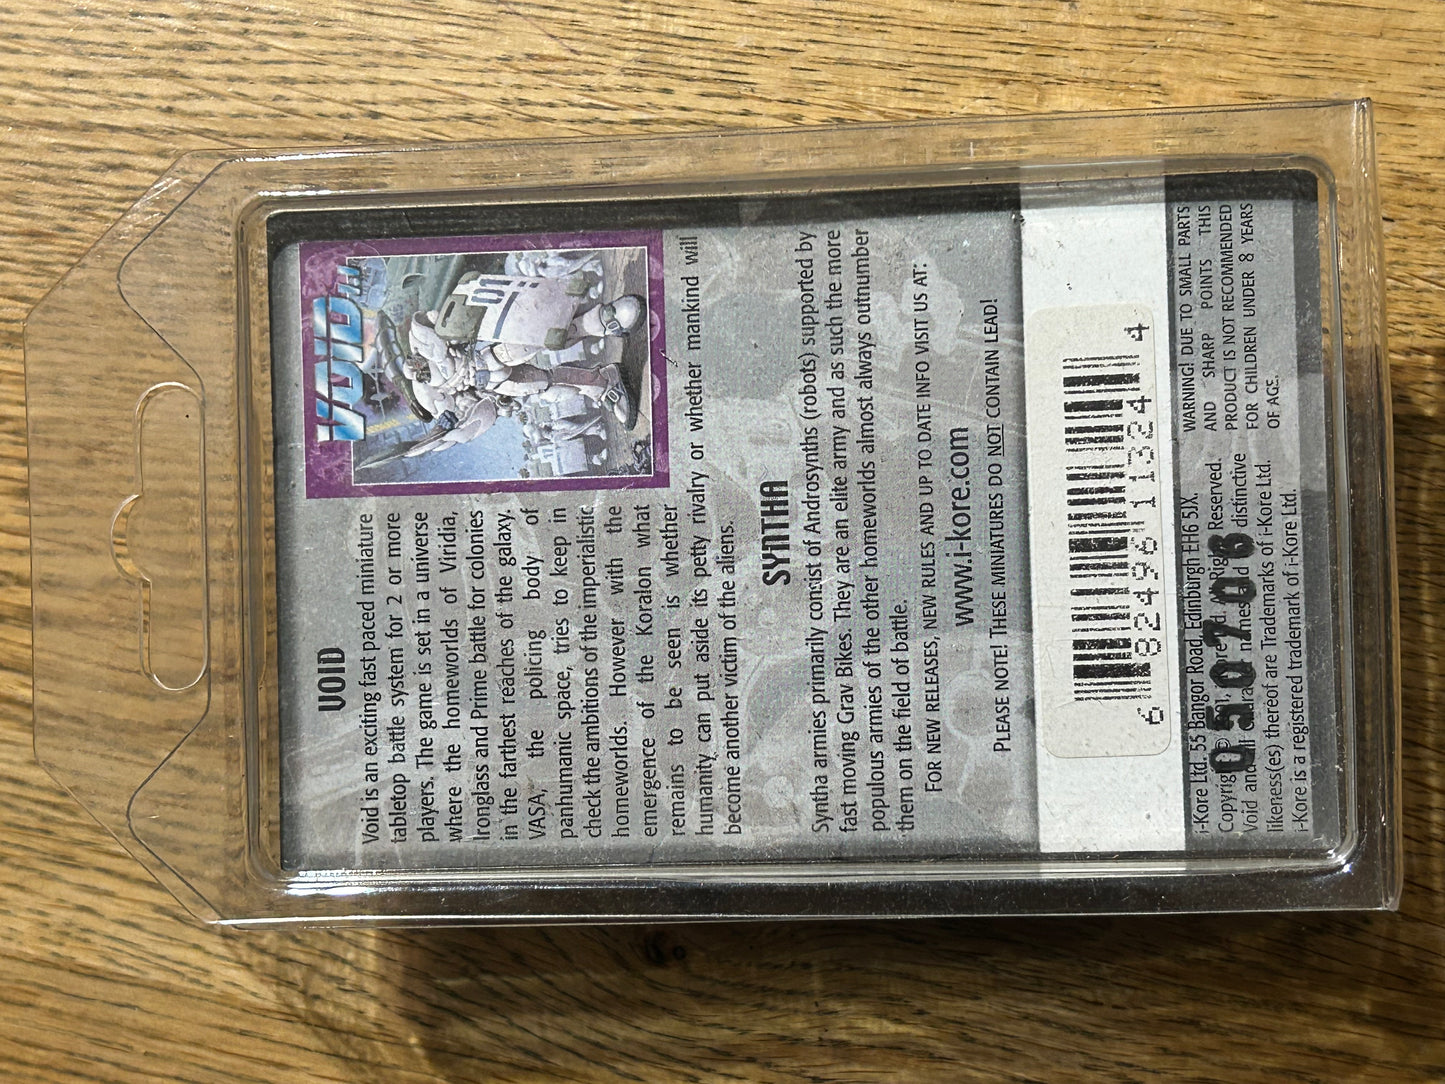 VOID
VOID
Void is an exciting fast paced miniature
tabletop battle system for 2 or more
players. The game is set in a universe
where the homeworlds of Viridia,
Ironglass and Prime battle for colonies
in the farthest reaches of the galaxy.
VASA, the policing body of
panhumanic space, tries to keep in
check the ambitions of the imperialistic
homeworlds. However with the
emergence of the Koralon what
remains to be seen is whether
humanity can put aside its petty rivalry or whether mankind will
become another victim of the aliens.
SYNTHA
Syntha armies primarily consist of Androsynths (robots) supported by
fast moving Grav Bikes. They are an elite army and as such the more
populous armies of the other homeworlds almost always outnumber
them on the field of battle.
FOR NEW RELEASES, NEW RULES AND UP TO DATE INFO VISIT US AT:
www.i-kore.com
PLEASE NOTE! THESE MINIATURES DO NOT CONTAIN LEAD!
6 82496 11324 4
i-Kore Ltd. 55 Bangor Road, Edinburgh EH6 5JX.
Copyright © Reserved.
Void and all names and distinctive
likeness(es) thereof are Trademarks of i-Kore Ltd.
i-Kore is a registered trademark of i-Kore Ltd.
050703
WARNING! DUE TO SMALL PARTS
AND SHARP POINTS THIS
PRODUCT IS NOT RECOMMENDED
FOR CHILDREN UNDER 8 YEARS
OF AGE.